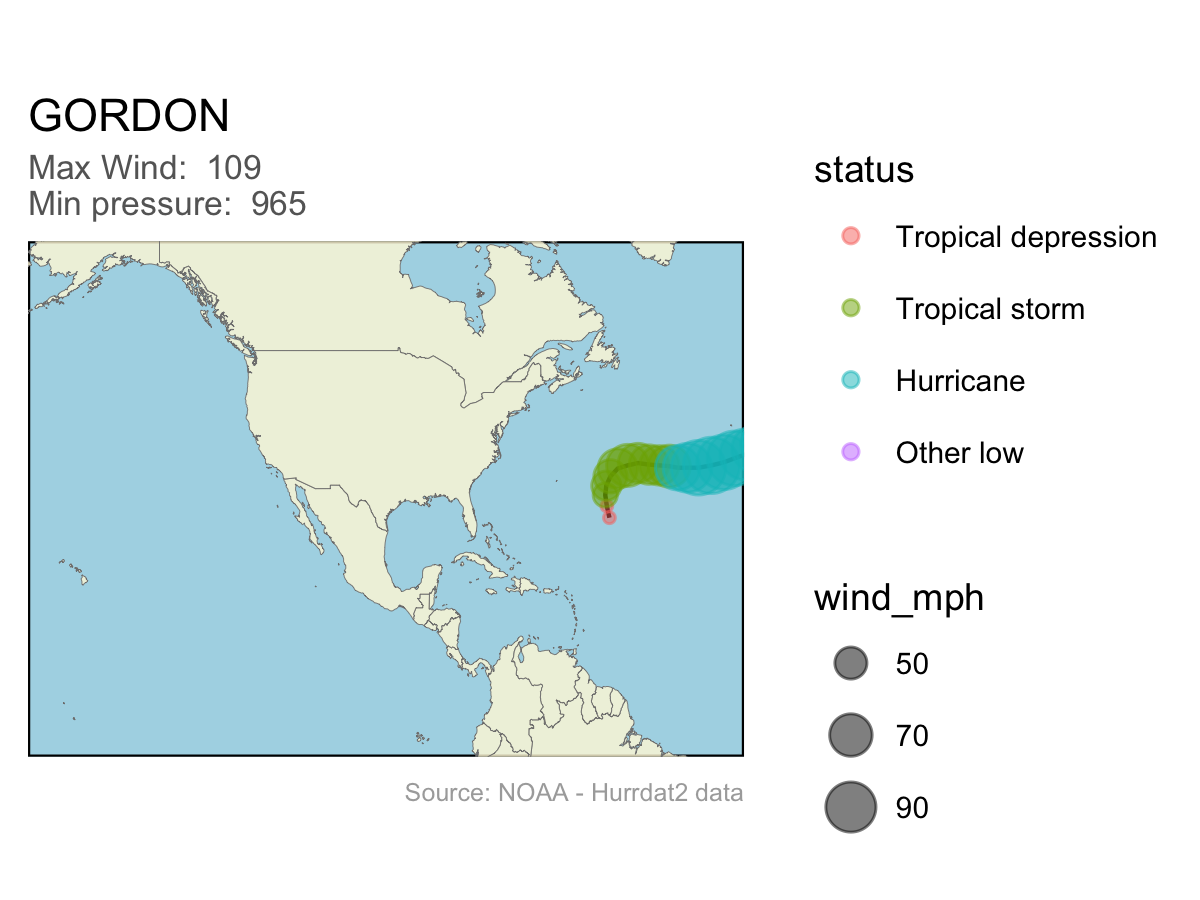 GORDON
Max Wind:  109
Min pressure:  965
status
Tropical depression
Tropical storm
Hurricane
Other low
wind_mph
50
70
90
Source: NOAA - Hurrdat2 data